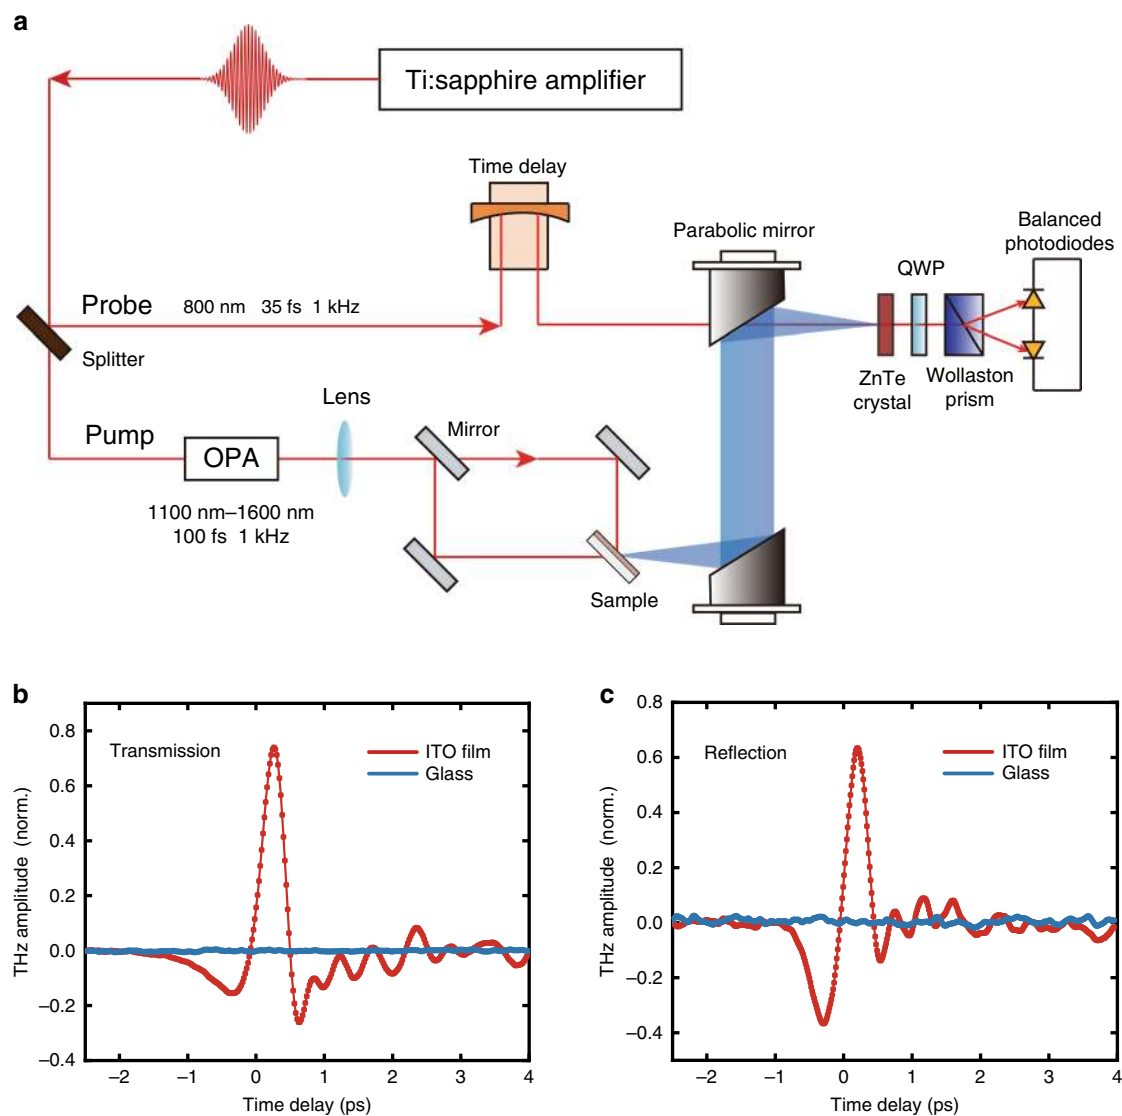 a
Ti:sapphire amplifier
Time delay
Parabolic mirror
Balanced
photodiodes
QWP
Probe 800 nm 35 fs 1 kHz
Splitter
ZnTe
crystal
Wollaston
prism
Lens
Pump
Mirror
OPA
1100 nm–1600 nm
100 fs 1 kHz
Sample
b
Transmission
ITO film
Glass
THz amplitude (norm.)
0.8
0.6
0.4
0.2
0.0
–0.2
–0.4
–2 –1 0 1 2 3 4
Time delay (ps)
c
Reflection
ITO film
Glass
THz amplitude (norm.)
0.8
0.6
0.4
0.2
0.0
–0.2
–0.4
–2 –1 0 1 2 3 4
Time delay (ps)